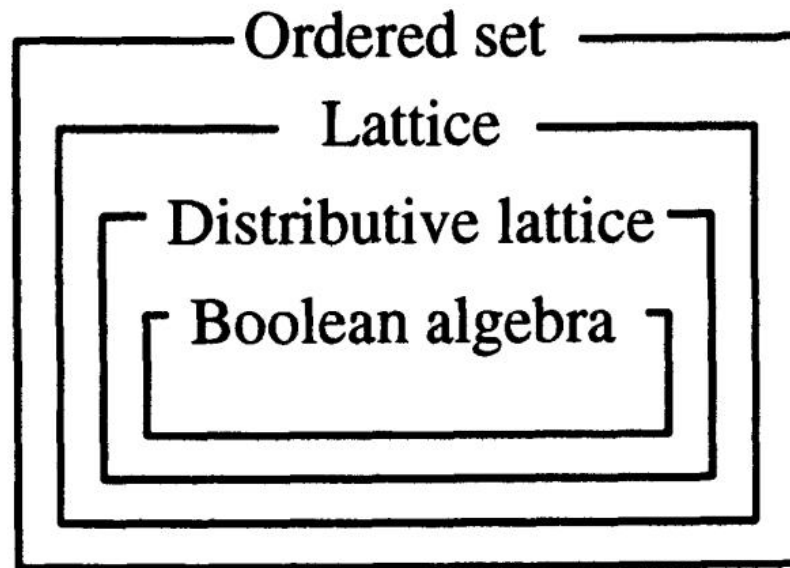 Ordered set
Lattice
Distributive lattice
Boolean algebra